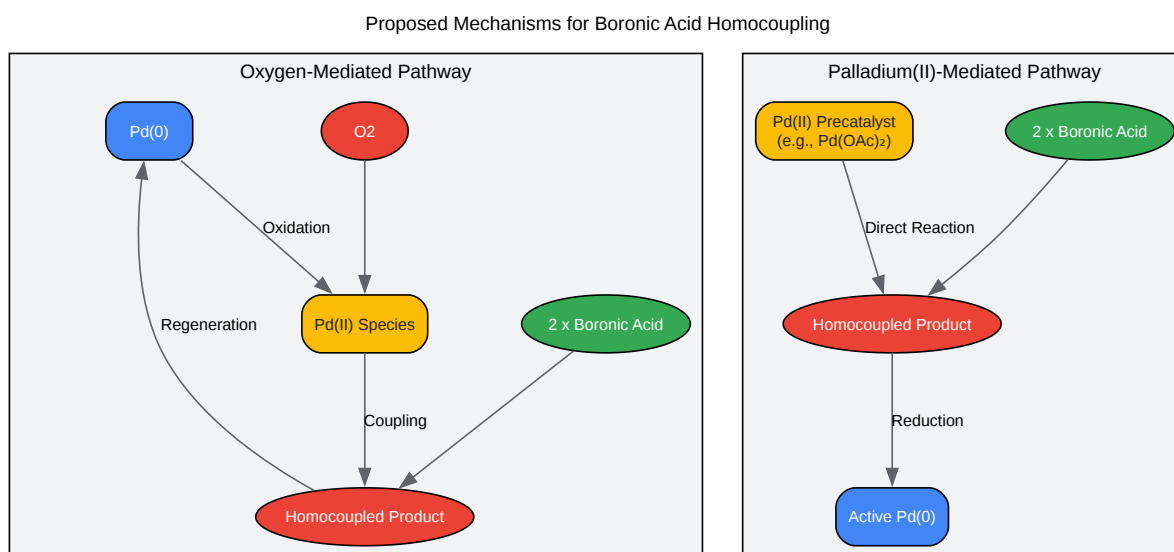 Proposed Mechanisms for Boronic Acid Homocoupling
Oxygen-Mediated Pathway
Pd(0)
O2
Oxidation
Regeneration
Pd(II) Species
2 x Boronic Acid
Coupling
Homocoupled Product
Palladium(II)-Mediated Pathway
Pd(II) Precatalyst
(e.g., Pd(OAc)₂)
2 x Boronic Acid
Direct Reaction
Homocoupled Product
Reduction
Active Pd(0)